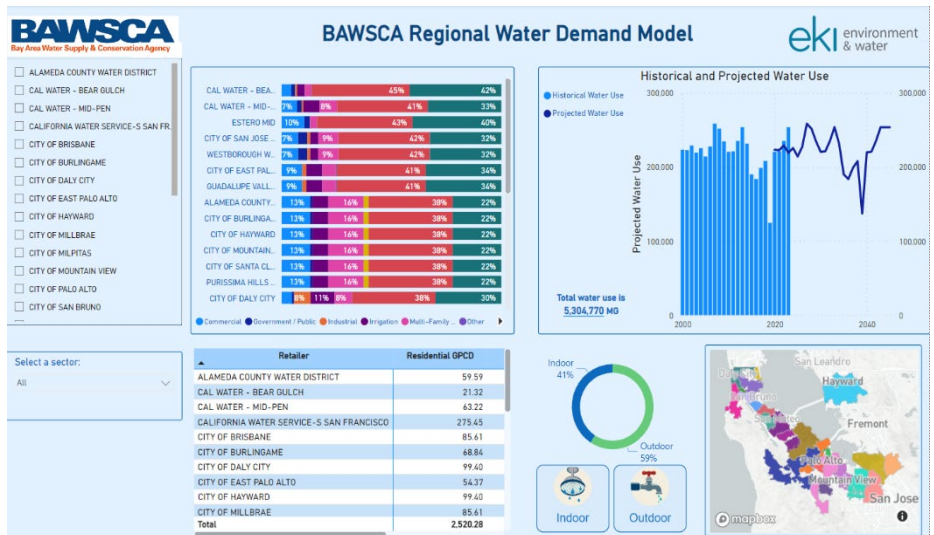 BAWSCA
Bay Area Water Supply & Conservation Agency
BAWSCA Regional Water Demand Model
eki environment & water
ALAMEDA COUNTY WATER DISTRICT
CAL WATER - BEAR GULCH
CAL WATER - MID-PEN
CALIFORNIA WATER SERVICE-S SAN FR
CITY OF BRISBANE
CITY OF BURLINGAME
CITY OF DALY CITY
CITY OF EAST PALO ALTO
CITY OF HAYWARD
CITY OF MILLBRAE
CITY OF MILPITAS
CITY OF MOUNTAIN VIEW
CITY OF PALO ALTO
CITY OF SAN BRUNO
CAL WATER - BEA... 45% 42%
CAL WATER - MID-... 7% 8% 41% 33%
ESTERO MID 10% 43% 40%
CITY OF SAN JOSE ... 7% 9% 42% 32%
WESTBOROUGH W... 7% 9% 42% 32%
CITY OF EAST PAL... 9% 41% 34%
GUADALUPE VALL... 9% 41% 34%
ALAMEDA COUNTY... 13% 16% 38% 22%
CITY OF BURLINGA... 13% 16% 38% 22%
CITY OF HAYWARD 13% 16% 38% 22%
CITY OF MOUNTAIN... 13% 16% 38% 22%
CITY OF SANTA CL... 13% 16% 38% 22%
PURISSIMA HILLS ... 13% 16% 38% 22%
CITY OF DALY CITY 8% 11% 8% 38% 30%
Commercial Government / Public Industrial Irrigation Multi-Family ... Other
Historical and Projected Water Use
Historical Water Use
Projected Water Use
300,000 300,000
200,000 200,000
100,000 100,000
0 0
Projected Water Use
2000 2020 2040
Total water use is
5,304,770 MG
Select a sector:
All
Retailer Residential GPCD
ALAMEDA COUNTY WATER DISTRICT 59.59
CAL WATER - BEAR GULCH 21.32
CAL WATER - MID-PEN 63.22
CALIFORNIA WATER SERVICE-S SAN FRANCISCO 275.45
CITY OF BRISBANE 85.61
CITY OF BURLINGAME 68.84
CITY OF DALY CITY 99.40
CITY OF EAST PALO ALTO 54.37
CITY OF HAYWARD 99.40
CITY OF MILLBRAE 85.61
Total 2,520.28
Indoor
41%
Outdoor
59%
Indoor
Outdoor
San Leandro
Hayward
Fremont
Palo Alto
Mountain View
San Jose
mapbox